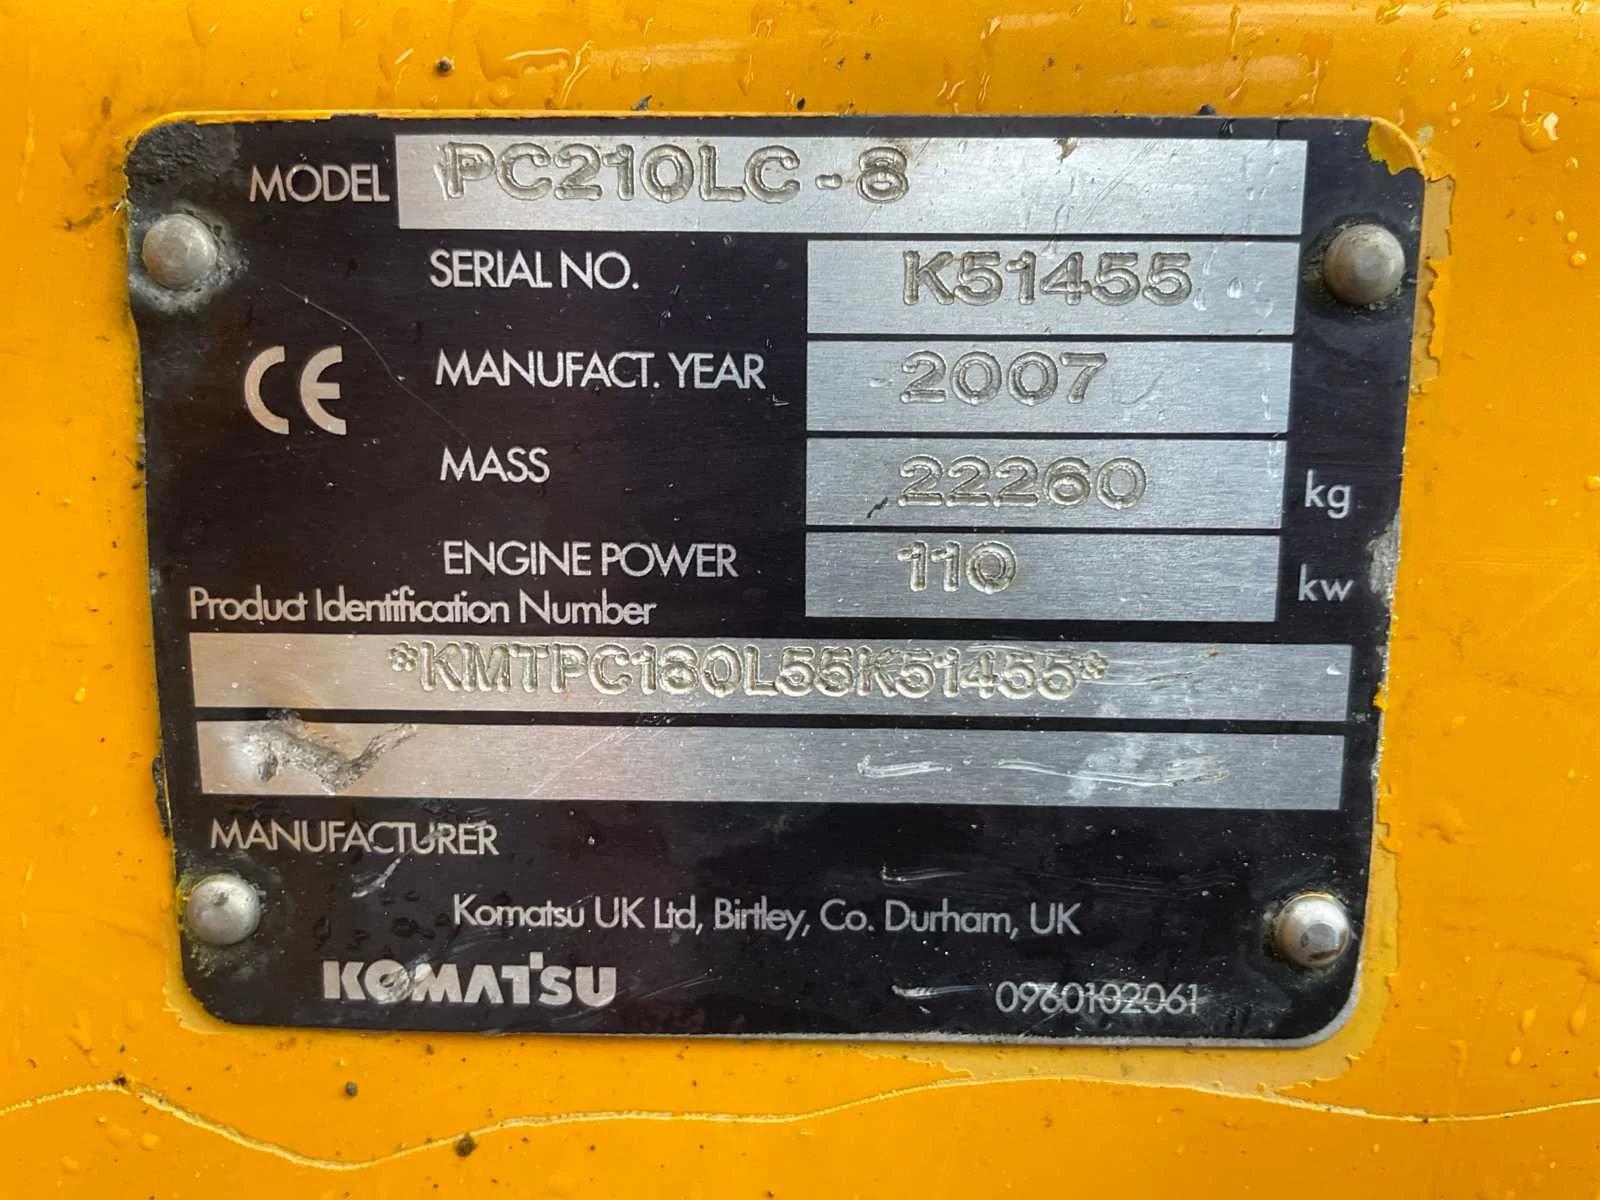 MODEL PC210LC-8
SERIAL NO. K51455
MANUFACT. YEAR 2007
CE
MASS 22260 kg
ENGINE POWER 110 kw
Product Identification Number
*KMTPC180L55K51455*
MANUFACTURER
Komatsu UK Ltd, Birtley, Co. Durham, UK
KOMATSU
0960102061